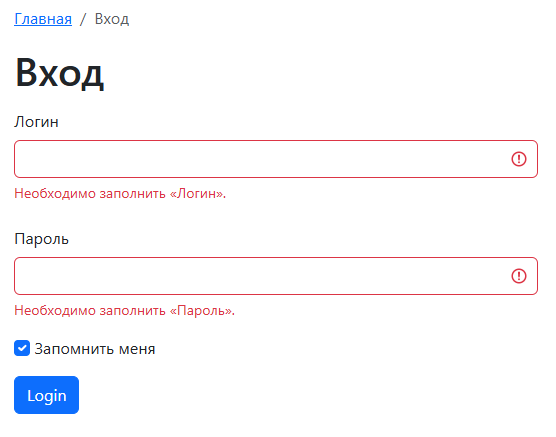 Главная / Вход
Вход
Логин
Необходимо заполнить «Логин».
Пароль
Необходимо заполнить «Пароль».
Запомнить меня
Login